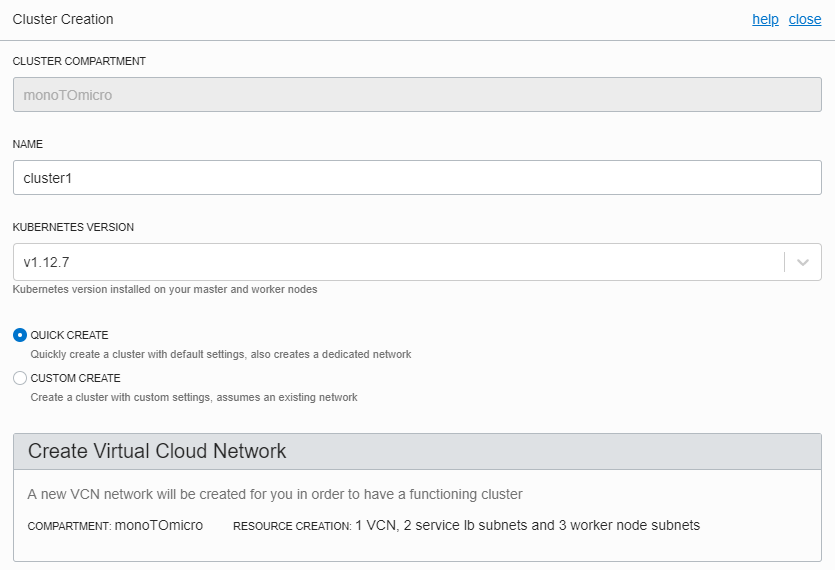 Cluster Creation help close
CLUSTER COMPARTMENT
monoTOmicro
NAME
cluster1
KUBERNETES VERSION
v1.12.7
Kubernetes version installed on your master and worker nodes
QUICK CREATE
Quickly create a cluster with default settings, also creates a dedicated network
CUSTOM CREATE
Create a cluster with custom settings, assumes an existing network
Create Virtual Cloud Network
A new VCN network will be created for you in order to have a functioning cluster
COMPARTMENT: monoTOmicro RESOURCE CREATION: 1 VCN, 2 service lb subnets and 3 worker node subnets